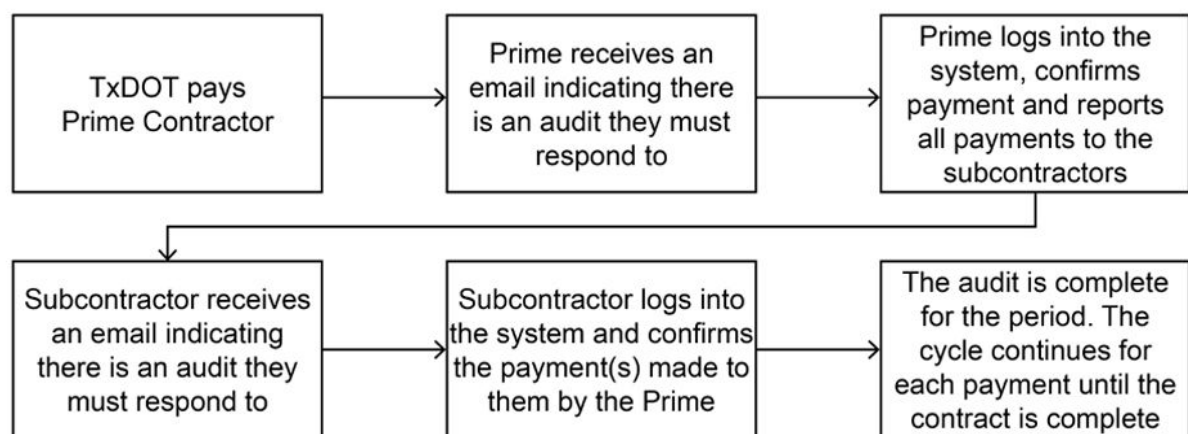 TxDOT pays
Prime Contractor
Prime receives an
email indicating there
is an audit they must
respond to
Prime logs into the
system, confirms
payment and reports
all payments to the
subcontractors
Subcontractor receives
an email indicating
there is an audit they
must respond to
Subcontractor logs into
the system and confirms
the payment(s) made to
them by the Prime
The audit is complete
for the period. The
cycle continues for
each payment until the
contract is complete